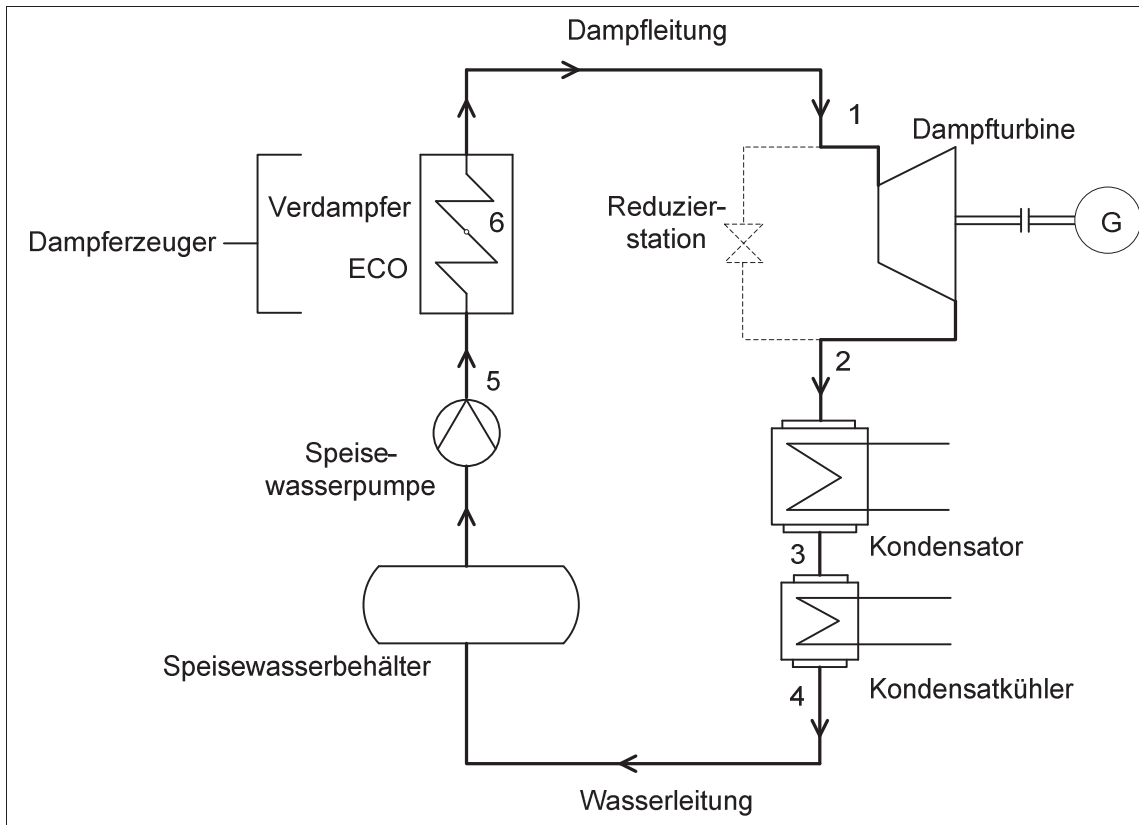 Dampfleitung
1
Dampfturbine
Verdampfer
6
Reduzier-
station
G
Dampferzeuger
ECO
2
5
Speise-
wasserpumpe
Kondensator
3
Speisewasserbehälter
Kondensatkühler
4
Wasserleitung